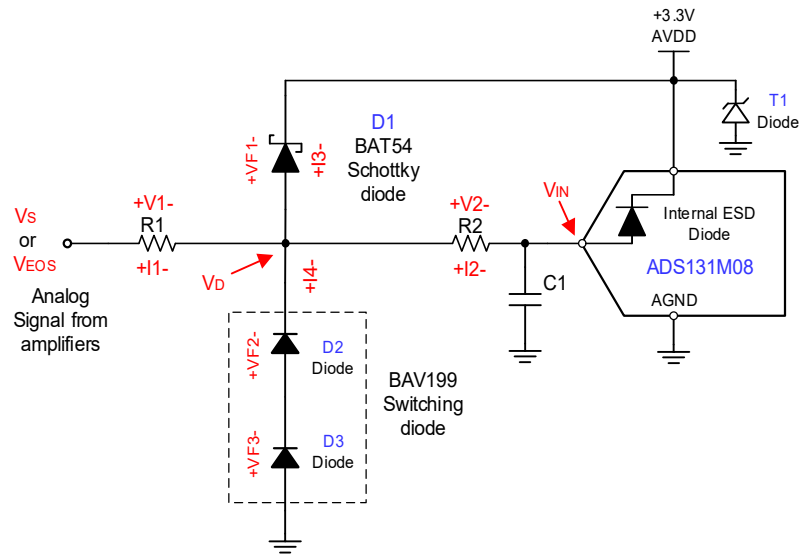 +3.3V
AVDD
T1
Diode
D1
BAT54
Schottky
diode
+VF1-
+I3-
VIN
Internal ESD
Diode
ADS131M08
AGND
+V1-
R1
+I1-
+V2-
R2
+I2-
C1
VS
or
VEOS
Analog
Signal from
amplifiers
VD
+I4-
+VF2-
D2
Diode
+VF3-
D3
Diode
BAV199
Switching
diode